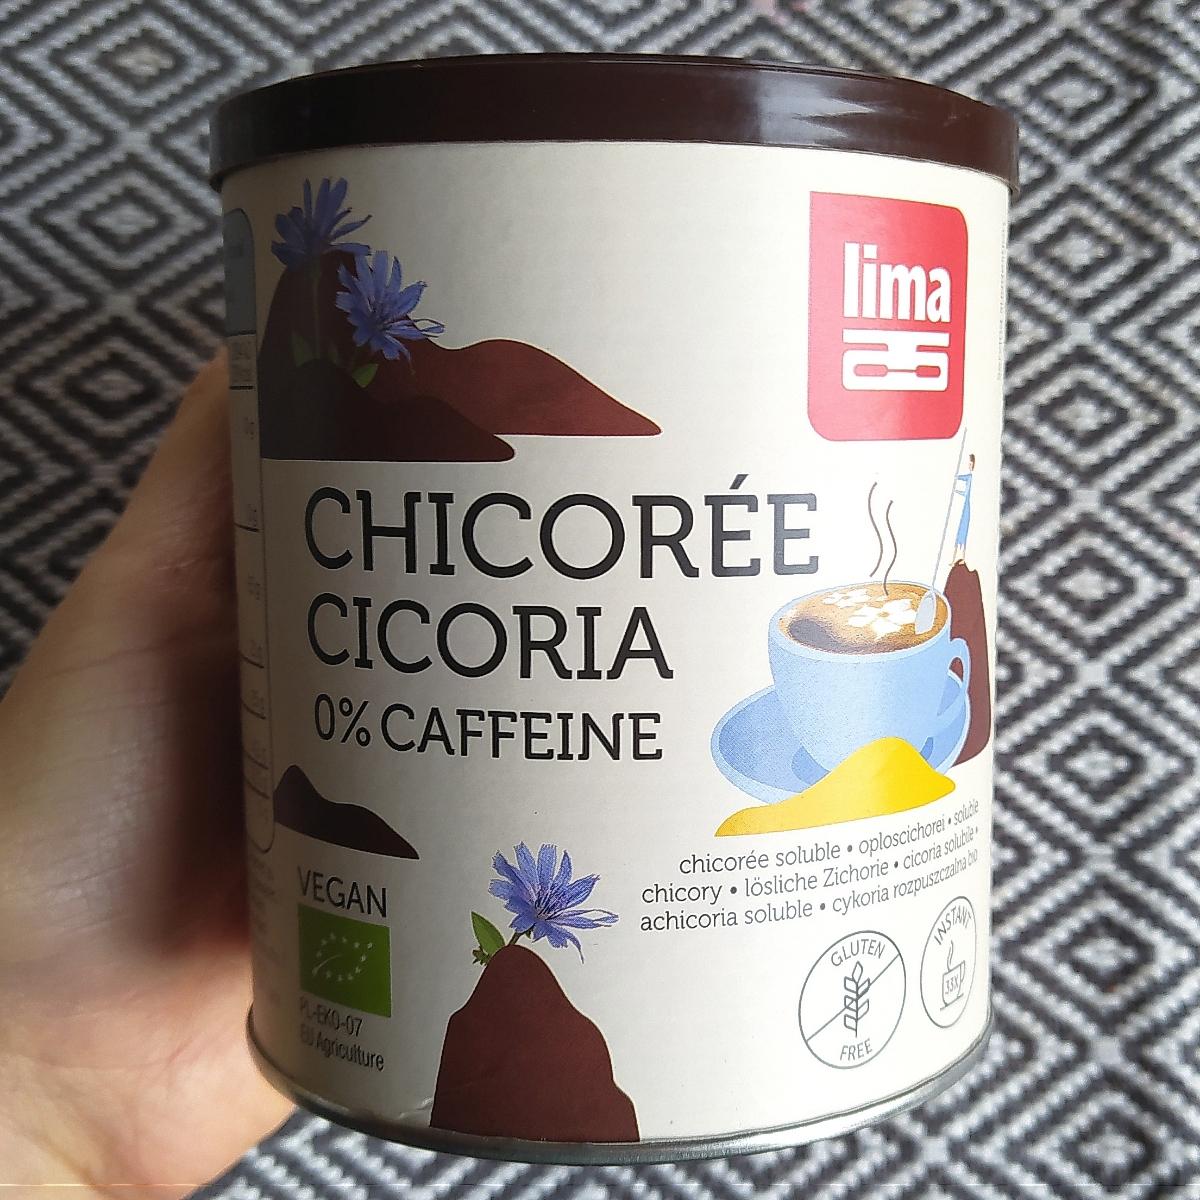 lima
CHICORÉE
CICORIA
0% CAFFEINE
chicorée soluble • oploscichorei • soluble
chicory • lösliche Zichorie • cicoria solubile •
achicoria soluble • cykoria rozpuszczalna bio
VEGAN
PL-EKO-07
EU Agriculture
GLUTEN
FREE
INSTANT
33X